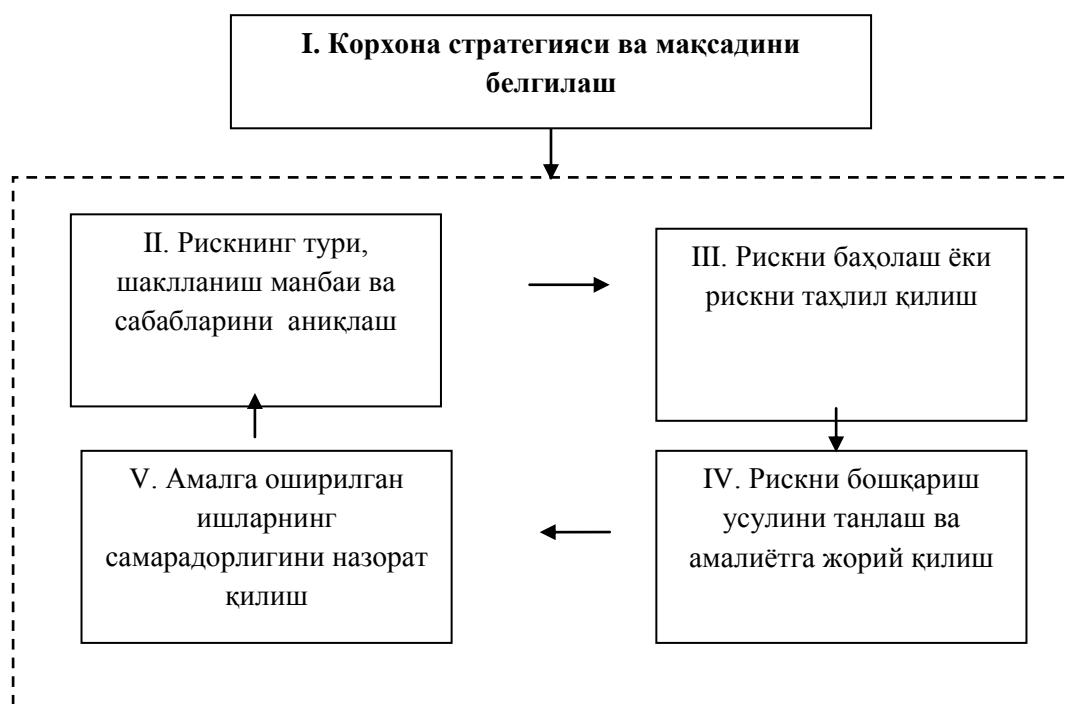 I. Корхона стратегияси ва мақсадини
белгилаш
II. Рискнинг тури,
шаклланиш манбаи ва
сабабларини аниқлаш
III. Рискни баҳолаш ёки
рискни таҳлил қилиш
IV. Рискни бошқариш
усулини танлаш ва
амалиётга жорий қилиш
V. Амалга оширилган
ишларнинг
самарадорлигини назорат
қилиш